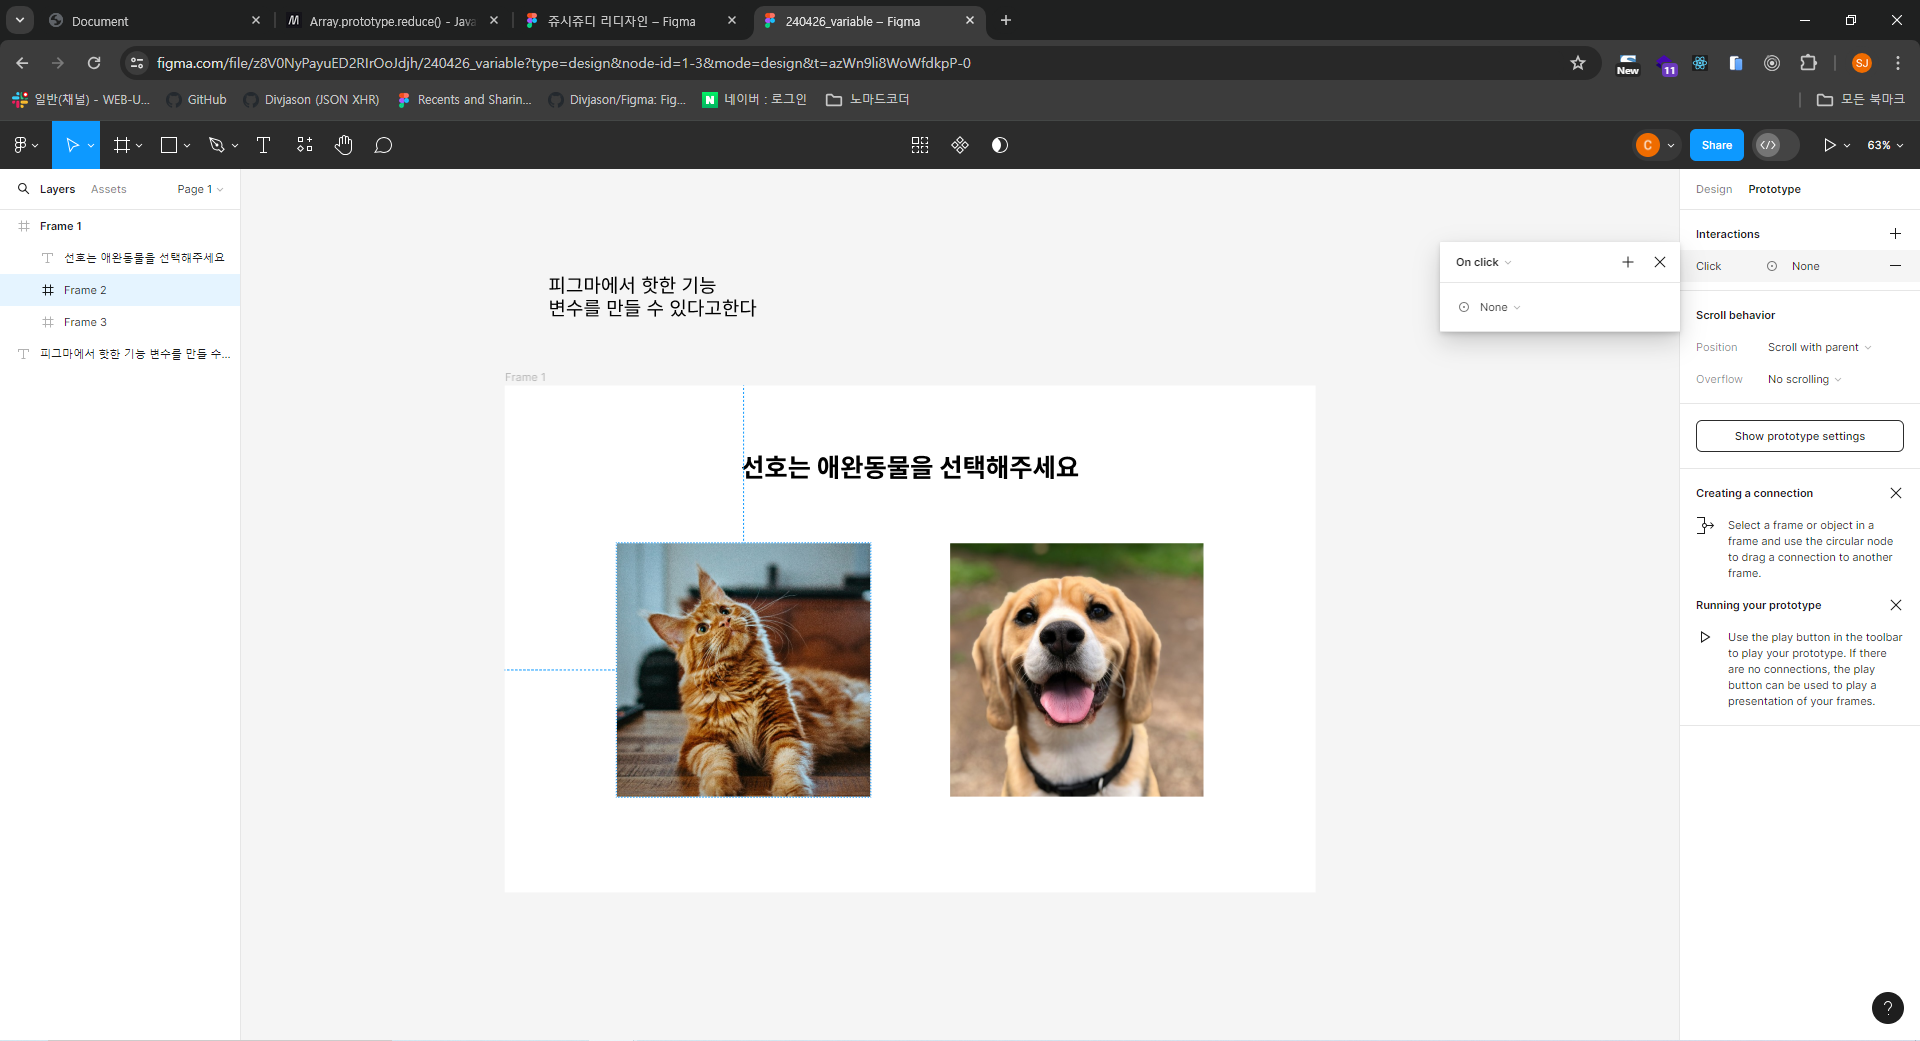 Document
Array.prototype.reduce() - Java
쥬시쥬디 리디자인 – Figma
240426_variable – Figma
figma.com/file/z8V0NyPayuED2RIrOoJdjh/240426_variable?type=design&node-id=1-3&mode=design&t=azWn9li8WoWfdkpP-0
New
11
SJ
일반(채널) - WEB-U...
GitHub
Divjason (JSON XHR)
Recents and Sharin...
Divjason/Figma: Fig...
N
네이버 : 로그인
노마드코더
모든 북마크
C
Share
63%
Layers
Assets
Page 1
Frame 1
선호는 애완동물을 선택해주세요
Frame 2
Frame 3
피그마에서 핫한 기능 변수를 만들 수...
피그마에서 핫한 기능
변수를 만들 수 있다고한다
Frame 1
선호는 애완동물을 선택해주세요
On click
None
Design
Prototype
Interactions
Click
None
Scroll behavior
Position
Scroll with parent
Overflow
No scrolling
Show prototype settings
Creating a connection
Select a frame or object in a
frame and use the circular node
to drag a connection to another
frame.
Running your prototype
Use the play button in the toolbar
to play your prototype. If there
are no connections, the play
button can be used to play a
presentation of your frames.
?